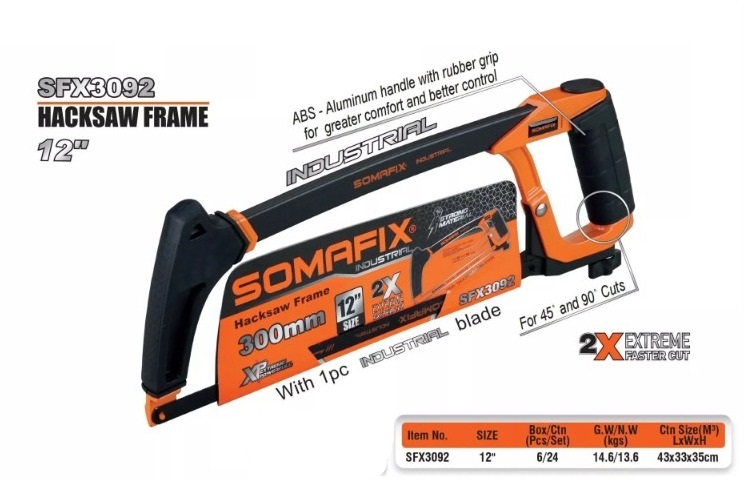 SFX3092
HACKSAW FRAME
12"
ABS - Aluminum handle with rubber grip
for greater comfort and better control
INDUSTRIAL
SOMAFIX INDUSTRIAL
SOMAFIX
SOMAFIX®
INDUSTRIAL
Hacksaw Frame
300mm
12"
SIZE
2X
STRONG
MATERIAL
SFX3092
SOMAFIX
INDUSTRIAL
XP
With 1pc INDUSTRIAL blade
For 45° and 90° Cuts
2X EXTREME
FASTER CUT
Item No. SIZE Box/Ctn (Pcs/Set) G.W/N.W (kgs) Ctn Size(M³) LxWxH
SFX3092 12" 6/24 14.6/13.6 43x33x35cm